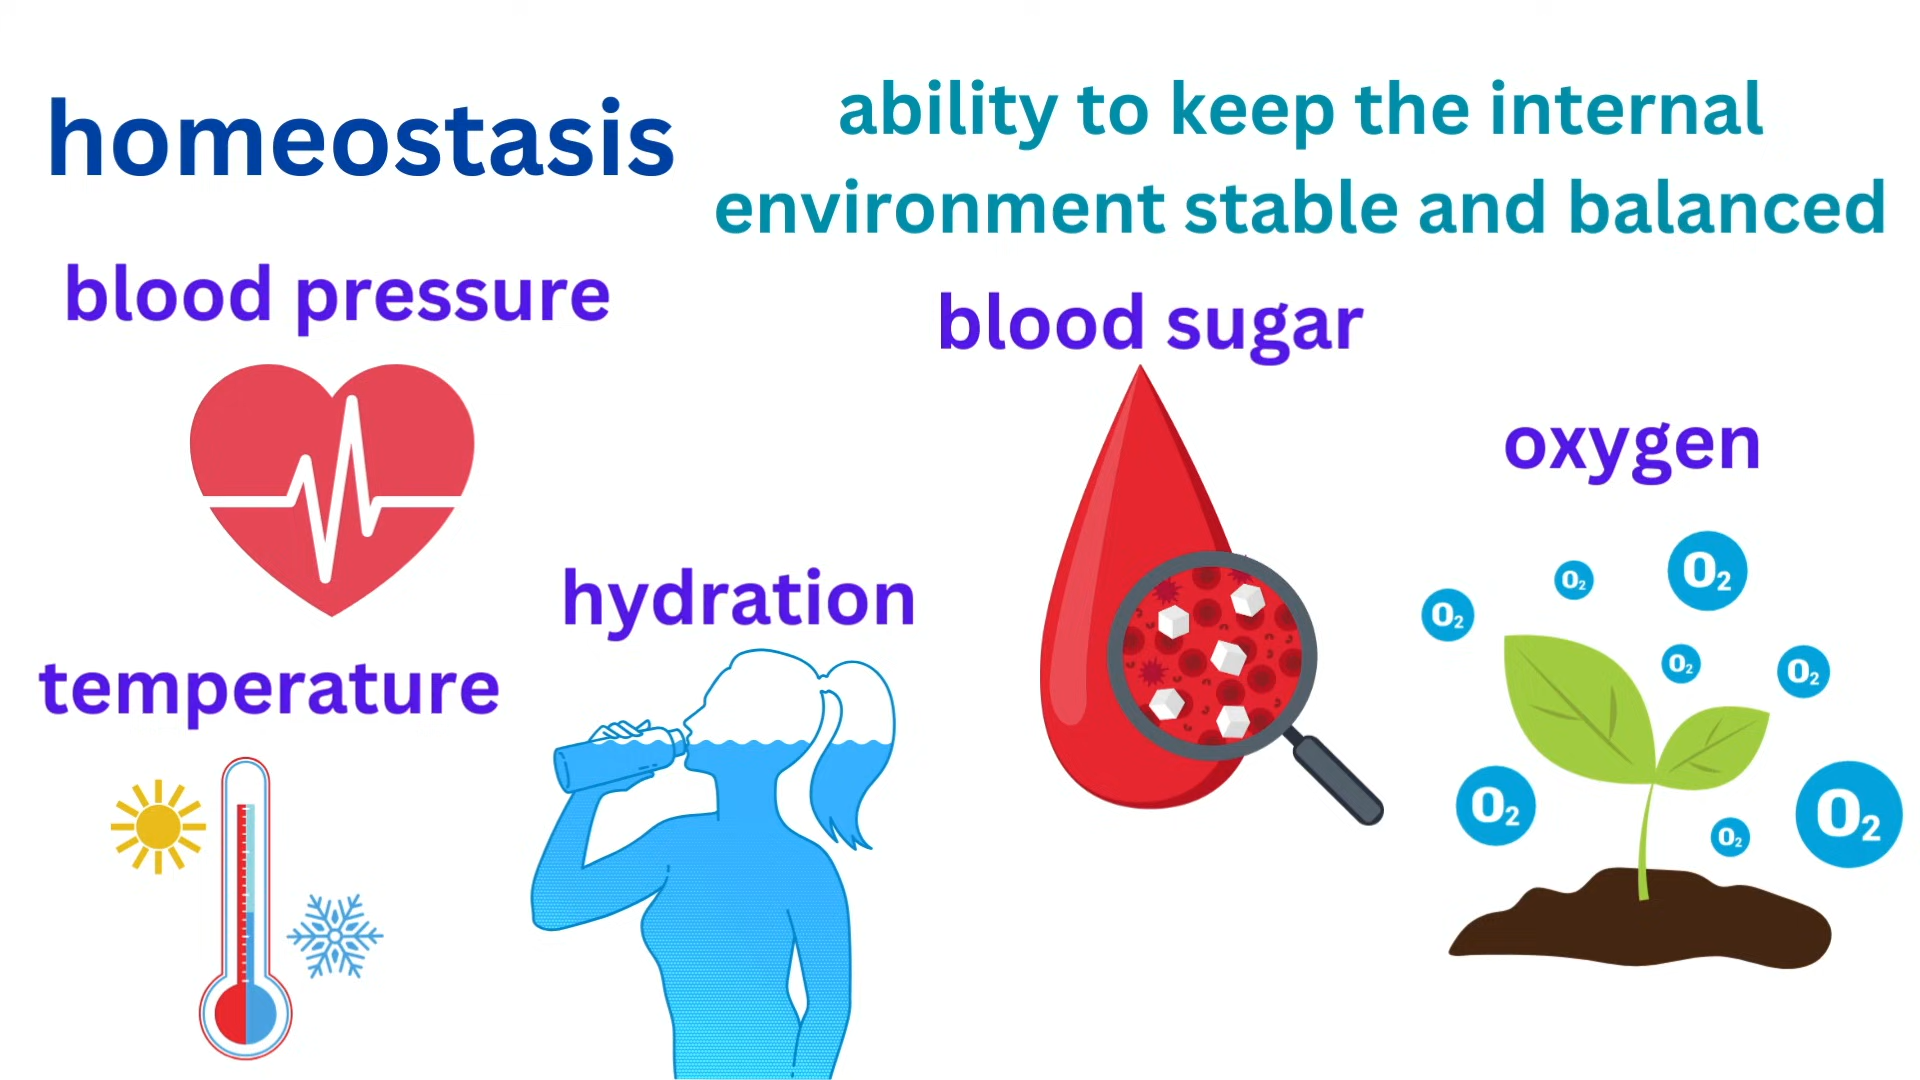 homeostasis
ability to keep the internal
environment stable and balanced
blood pressure
blood sugar
oxygen
hydration
temperature
O₂
O₂
O₂
O₂
O₂
O₂
O₂
O₂